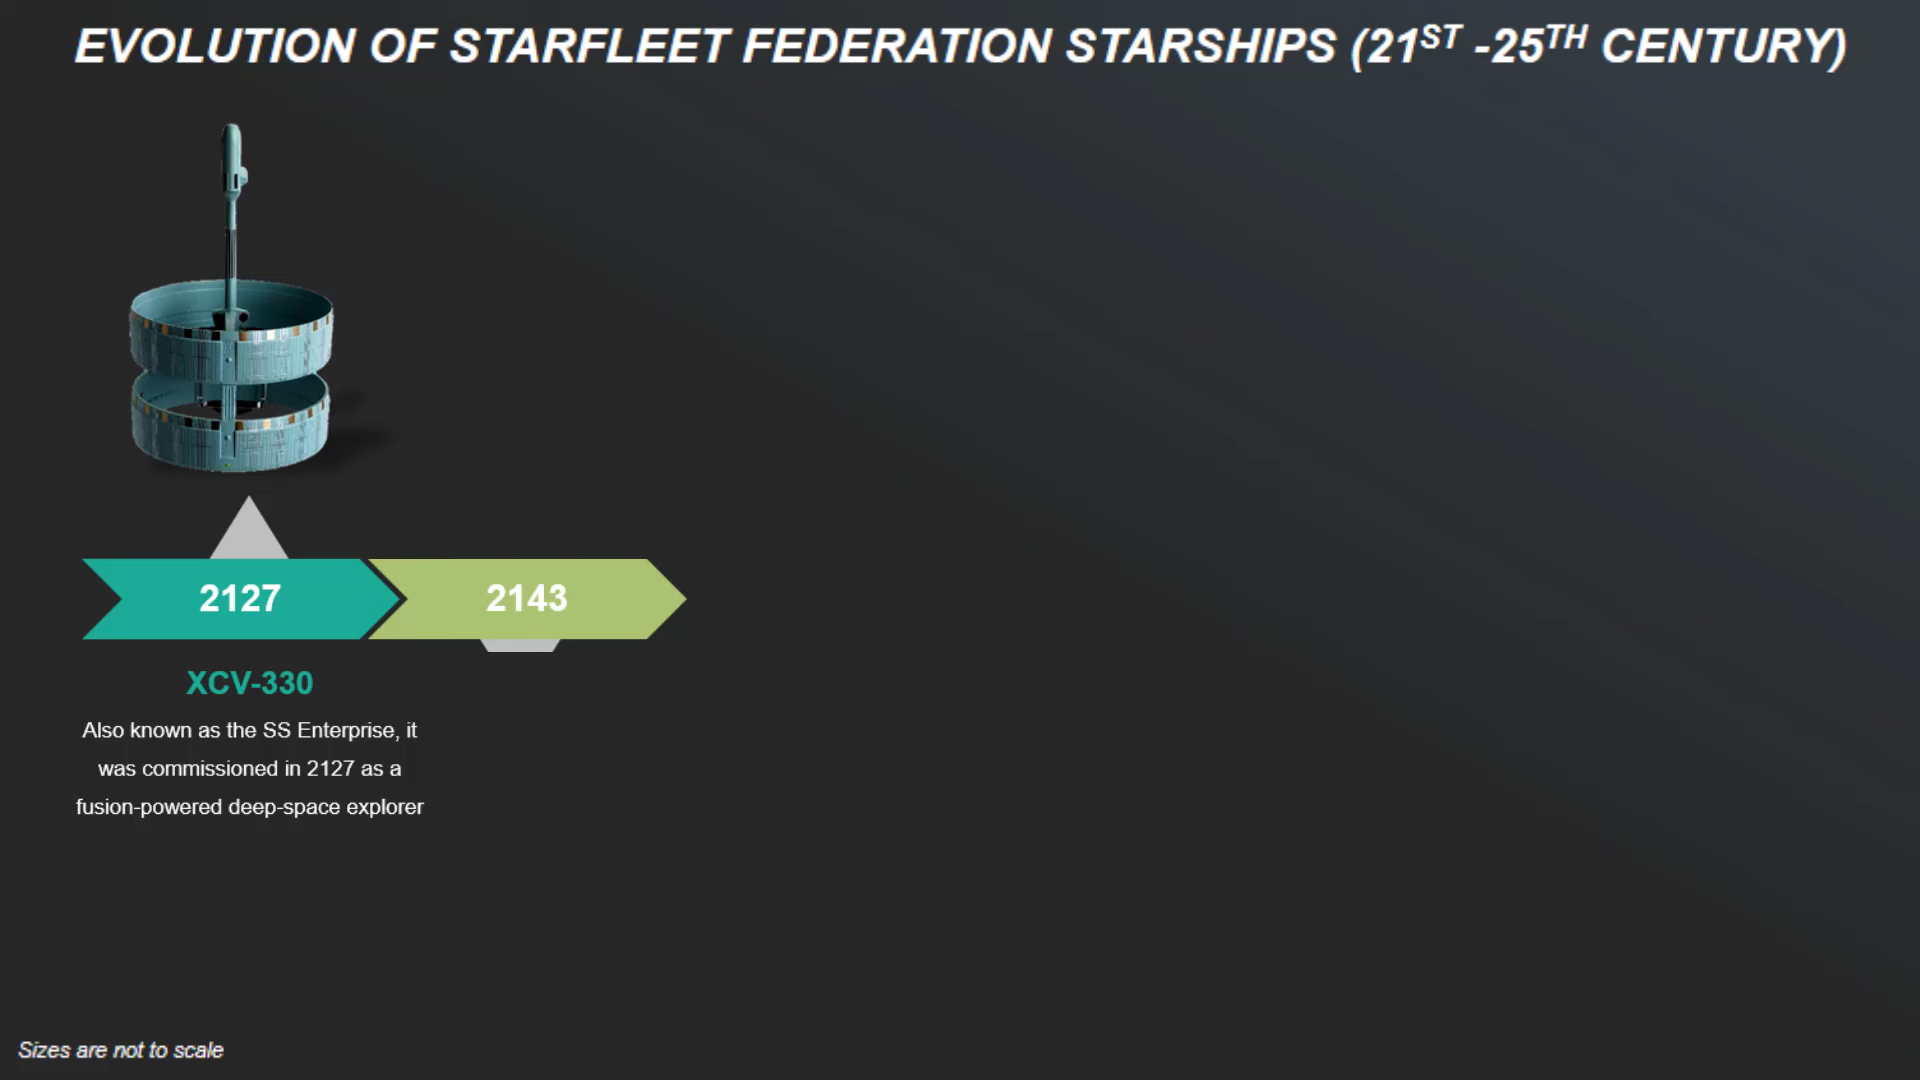 EVOLUTION OF STARFLEET FEDERATION STARSHIPS (21ST -25TH CENTURY)
2127
2143
XCV-330
Also known as the SS Enterprise, it
was commissioned in 2127 as a
fusion-powered deep-space explorer
Sizes are not to scale